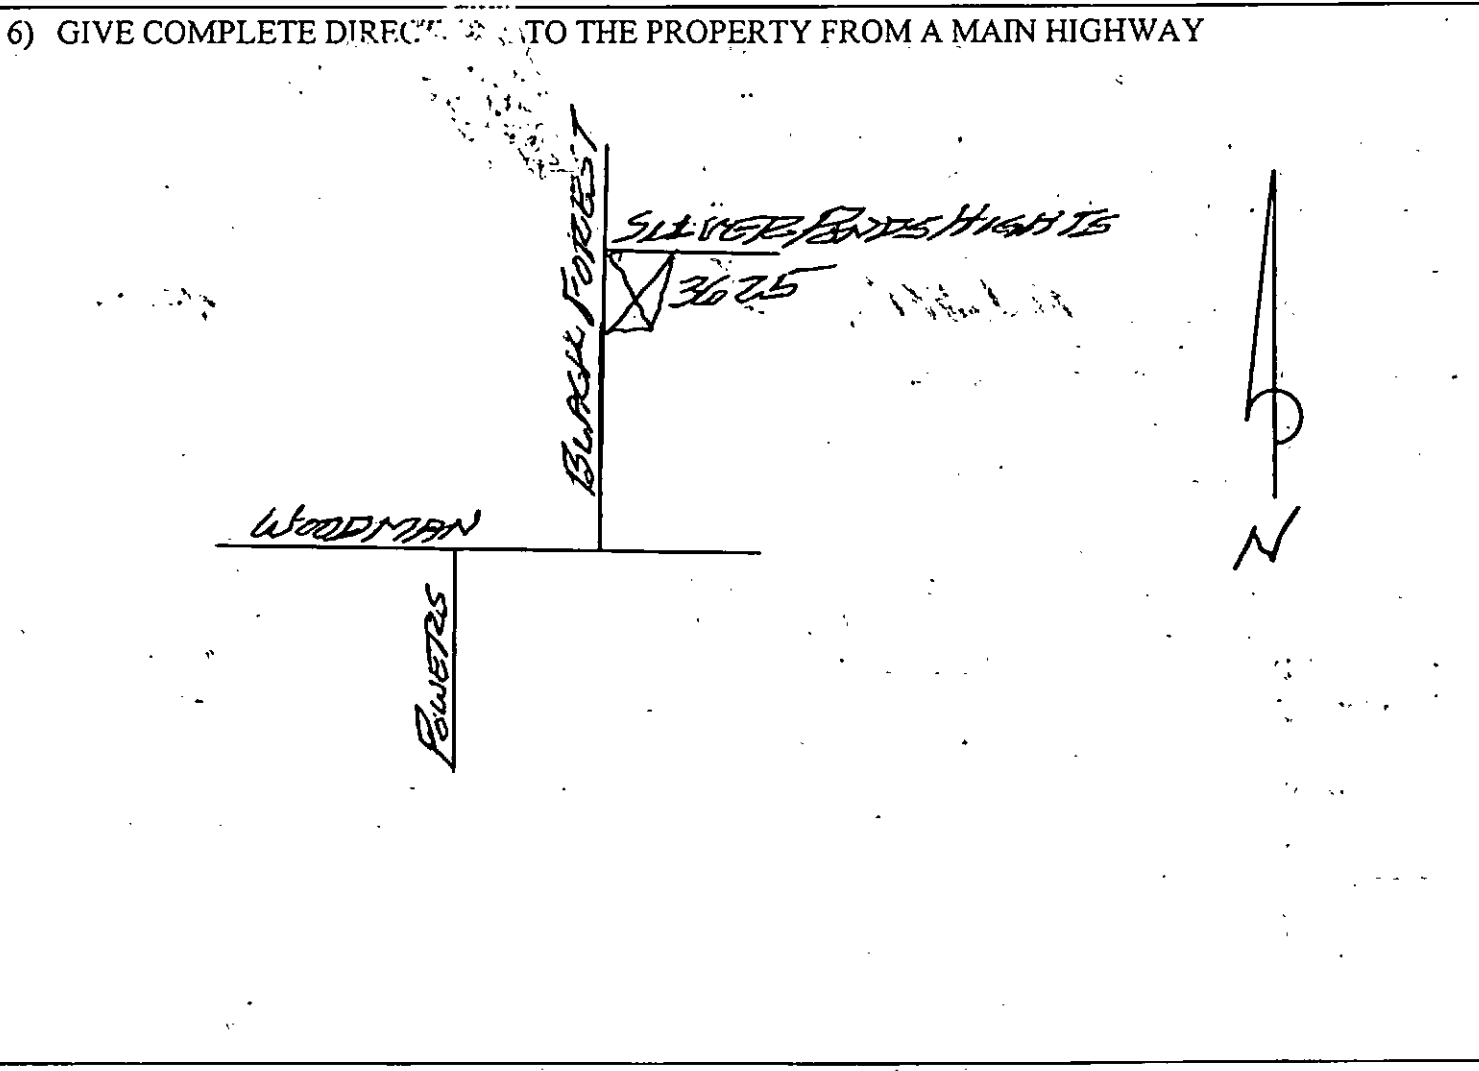 6) GIVE COMPLETE DIREC TO THE PROPERTY FROM A MAIN HIGHWAY
BLACK FOREST
SILVER PONDS HIGHTS
3625
WOODMAN
POWERS
N